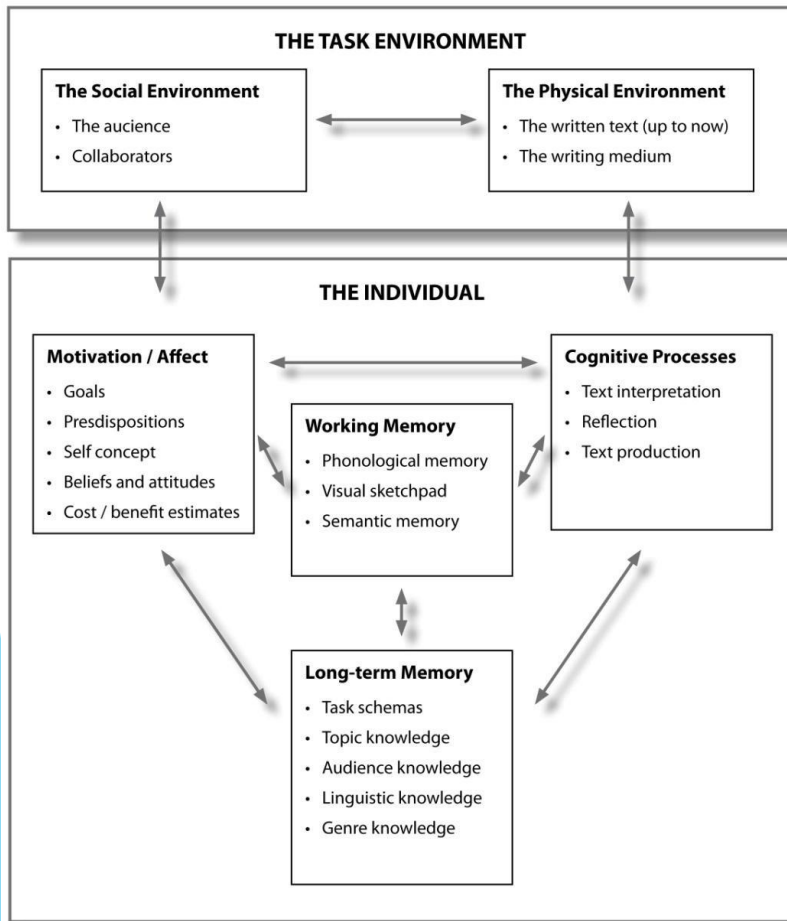 THE TASK ENVIRONMENT
The Social Environment
• The aucience
• Collaborators
The Physical Environment
• The written text (up to now)
• The writing medium
THE INDIVIDUAL
Motivation / Affect
• Goals
• Presdispositions
• Self concept
• Beliefs and attitudes
• Cost / benefit estimates
Working Memory
• Phonological memory
• Visual sketchpad
• Semantic memory
Cognitive Processes
• Text interpretation
• Reflection
• Text production
Long-term Memory
• Task schemas
• Topic knowledge
• Audience knowledge
• Linguistic knowledge
• Genre knowledge